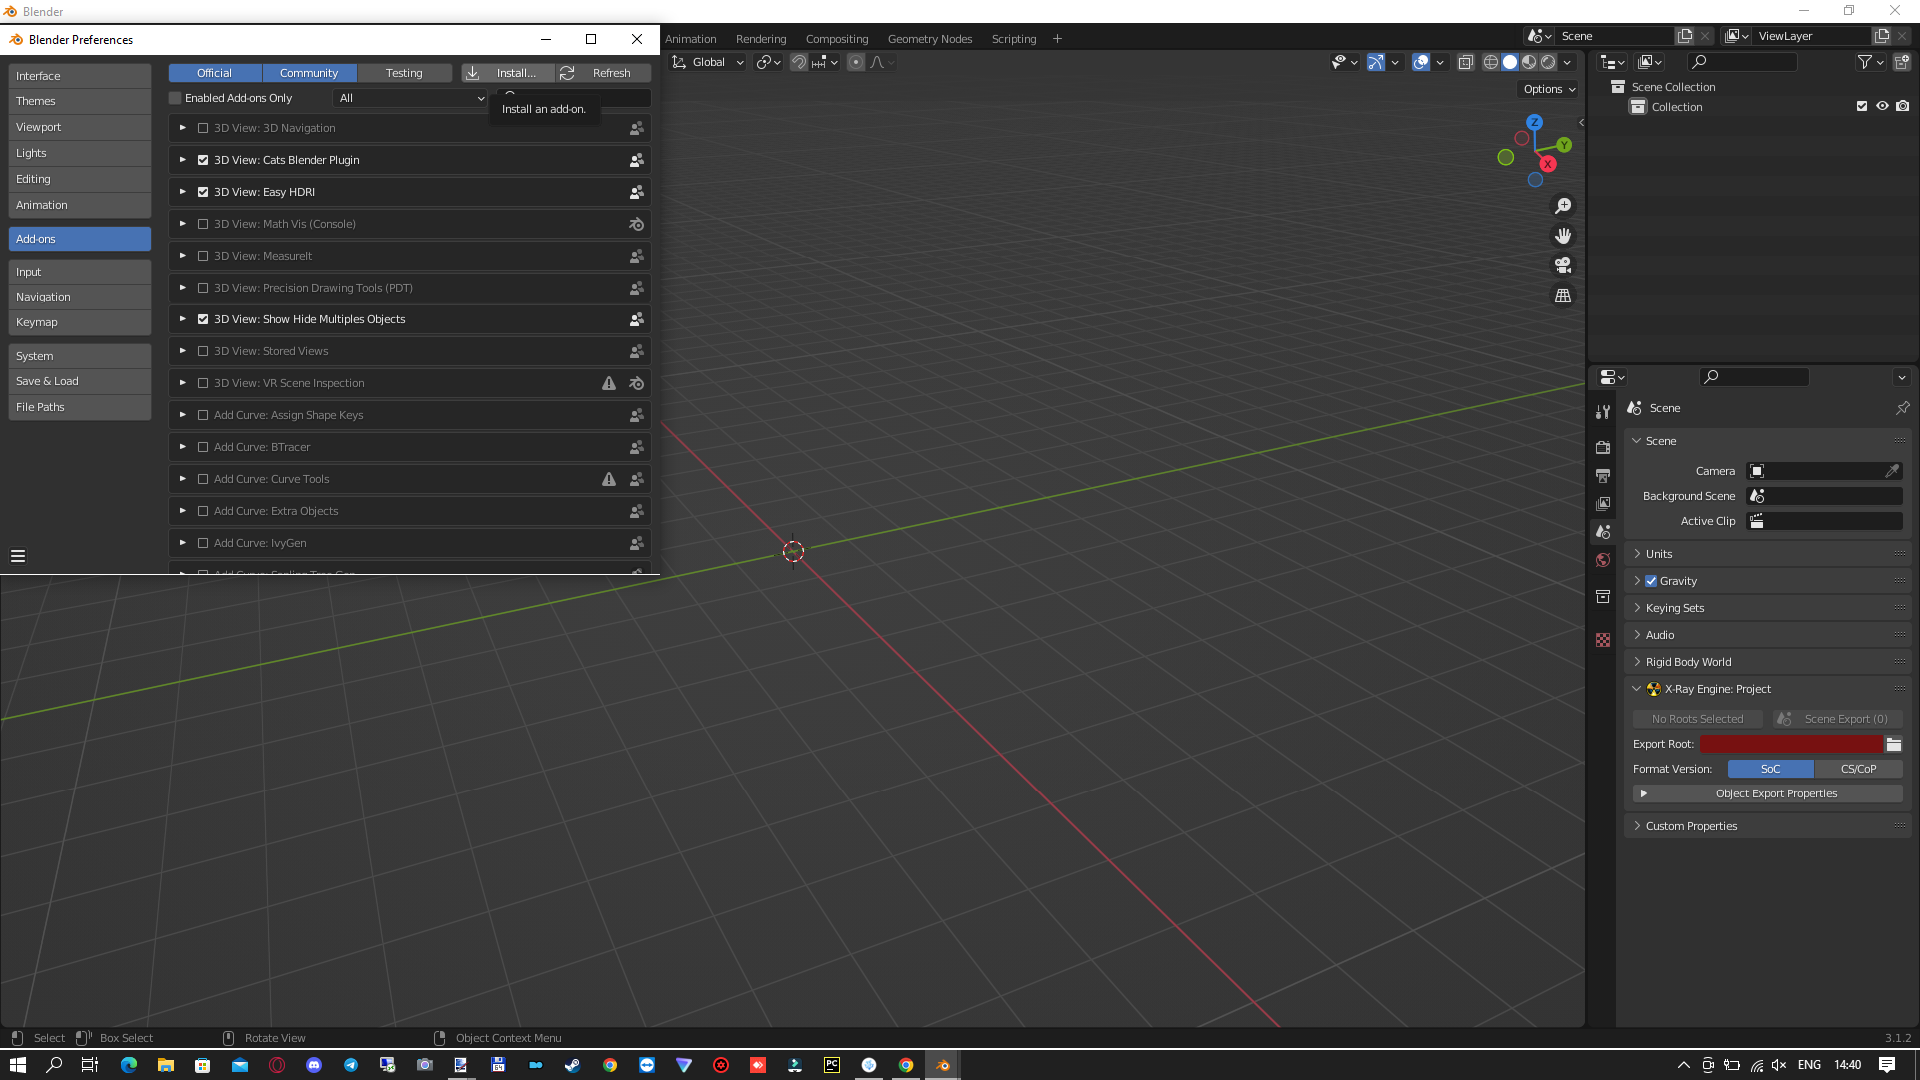 Blender
Blender Preferences
Animation
Rendering
Compositing
Geometry Nodes
Scripting
Scene
ViewLayer
Interface
Themes
Viewport
Lights
Editing
Animation
Add-ons
Input
Navigation
Keymap
System
Save & Load
File Paths
Official
Community
Testing
Install...
Refresh
Enabled Add-ons Only
All
Install an add-on.
3D View: 3D Navigation
3D View: Cats Blender Plugin
3D View: Easy HDRI
3D View: Math Vis (Console)
3D View: MeasureIt
3D View: Precision Drawing Tools (PDT)
3D View: Show Hide Multiples Objects
3D View: Stored Views
3D View: VR Scene Inspection
Add Curve: Assign Shape Keys
Add Curve: BTracer
Add Curve: Curve Tools
Add Curve: Extra Objects
Add Curve: IvyGen
Global
Options
Z
Y
X
Scene Collection
Collection
Scene
Scene
Camera
Background Scene
Active Clip
Units
Gravity
Keying Sets
Audio
Rigid Body World
X-Ray Engine: Project
No Roots Selected
Scene Export (0)
Export Root:
Format Version:
SoC
CS/CoP
Object Export Properties
Custom Properties
Select
Box Select
Rotate View
Object Context Menu
3.1.2
64
PC
ENG
14:40